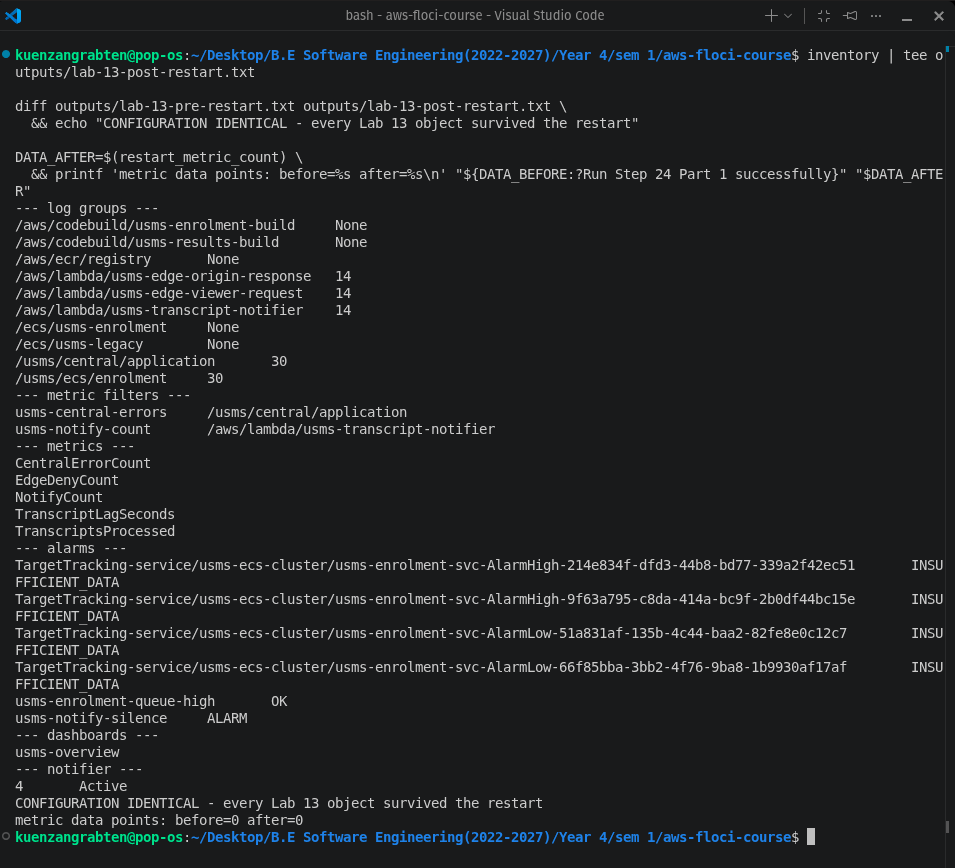 bash - aws-floci-course - Visual Studio Code
kuenzangrabten@pop-os:~/Desktop/B.E Software Engineering(2022-2027)/Year 4/sem 1/aws-floci-course$ inventory | tee o
utputs/lab-13-post-restart.txt
diff outputs/lab-13-pre-restart.txt outputs/lab-13-post-restart.txt \
  && echo "CONFIGURATION IDENTICAL - every Lab 13 object survived the restart"
DATA_AFTER=$(restart_metric_count) \
  && printf 'metric data points: before=%s after=%s\n' "${DATA_BEFORE:?Run Step 24 Part 1 successfully}" "$DATA_AFTE
R"
--- log groups ---
/aws/codebuild/usms-enrolment-build     None
/aws/codebuild/usms-results-build       None
/aws/ecr/registry       None
/aws/lambda/usms-edge-origin-response   14
/aws/lambda/usms-edge-viewer-request    14
/aws/lambda/usms-transcript-notifier    14
/ecs/usms-enrolment     None
/ecs/usms-legacy        None
/usms/central/application       30
/usms/ecs/enrolment     30
--- metric filters ---
usms-central-errors     /usms/central/application
usms-notify-count       /aws/lambda/usms-transcript-notifier
--- metrics ---
CentralErrorCount
EdgeDenyCount
NotifyCount
TranscriptLagSeconds
TranscriptsProcessed
--- alarms ---
TargetTracking-service/usms-ecs-cluster/usms-enrolment-svc-AlarmHigh-214e834f-dfd3-44b8-bd77-339a2f42ec51       INSU
FFICIENT_DATA
TargetTracking-service/usms-ecs-cluster/usms-enrolment-svc-AlarmHigh-9f63a795-c8da-414a-bc9f-2b0df44bc15e       INSU
FFICIENT_DATA
TargetTracking-service/usms-ecs-cluster/usms-enrolment-svc-AlarmLow-51a831af-135b-4c44-baa2-82fe8e0c12c7        INSU
FFICIENT_DATA
TargetTracking-service/usms-ecs-cluster/usms-enrolment-svc-AlarmLow-66f85bba-3bb2-4f76-9ba8-1b9930af17af        INSU
FFICIENT_DATA
usms-enrolment-queue-high       OK
usms-notify-silence     ALARM
--- dashboards ---
usms-overview
--- notifier ---
4       Active
CONFIGURATION IDENTICAL - every Lab 13 object survived the restart
metric data points: before=0 after=0
kuenzangrabten@pop-os:~/Desktop/B.E Software Engineering(2022-2027)/Year 4/sem 1/aws-floci-course$